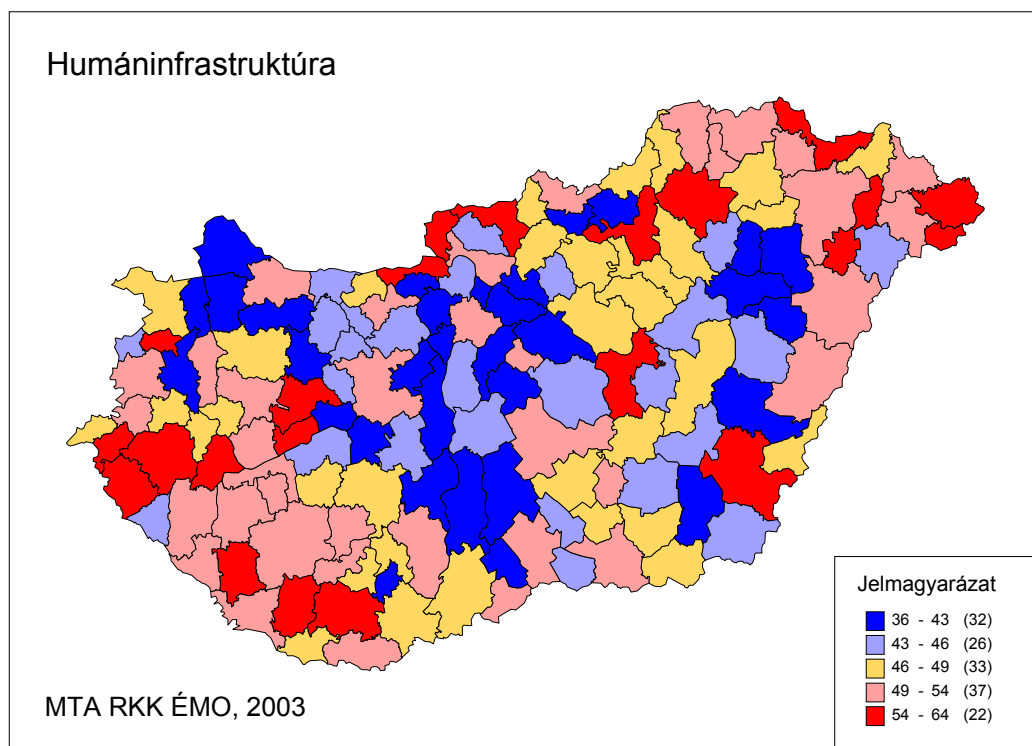 Humáninfrastruktúra
MTA RKK ÉMO, 2003
Jelmagyarázat
36 - 43 (32)
43 - 46 (26)
46 - 49 (33)
49 - 54 (37)
54 - 64 (22)